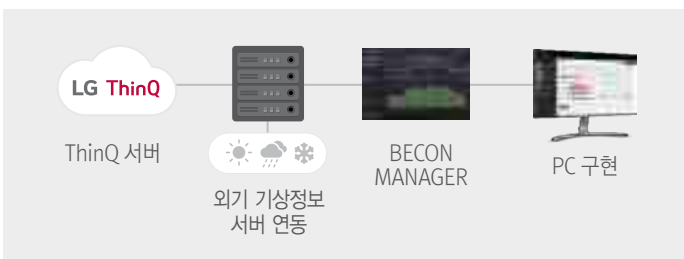 LG ThinQ
ThinQ 서버
외기 기상정보
서버 연동
BECON
MANAGER
PC 구현